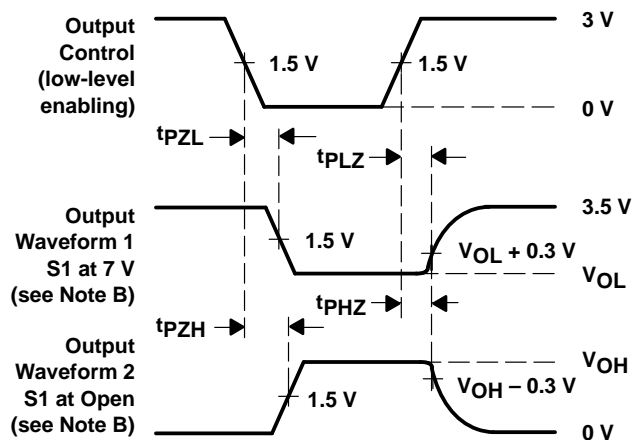 Output
Control
(low-level
enabling)
1.5 V
1.5 V
3 V
0 V
tPZL
tPLZ
Output
Waveform 1
S1 at 7 V
(see Note B)
1.5 V
3.5 V
VOL + 0.3 V
VOL
tPZH
tPHZ
Output
Waveform 2
S1 at Open
(see Note B)
1.5 V
VOH
VOH – 0.3 V
0 V